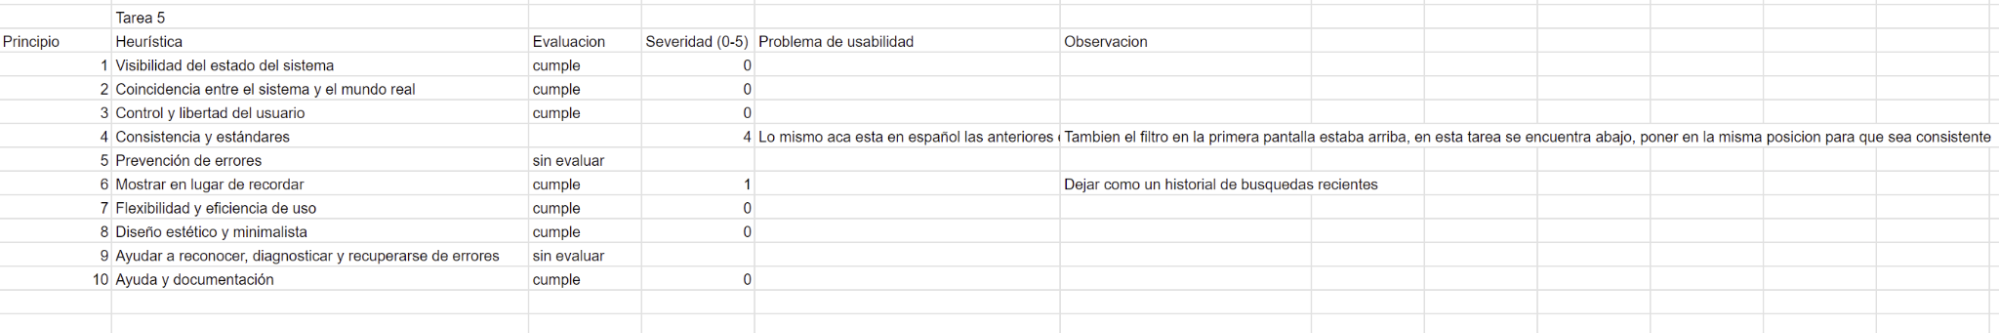 Tarea 5
Principio Heurística Evaluacion Severidad (0-5) Problema de usabilidad Observacion
1 Visibilidad del estado del sistema cumple 0
2 Coincidencia entre el sistema y el mundo real cumple 0
3 Control y libertad del usuario cumple 0
4 Consistencia y estándares 4 Lo mismo aca esta en español las anteriores Tambien el filtro en la primera pantalla estaba arriba, en esta tarea se encuentra abajo, poner en la misma posicion para que sea consistente
5 Prevención de errores sin evaluar
6 Mostrar en lugar de recordar cumple 1 Dejar como un historial de busquedas recientes
7 Flexibilidad y eficiencia de uso cumple 0
8 Diseño estético y minimalista cumple 0
9 Ayudar a reconocer, diagnosticar y recuperarse de errores sin evaluar
10 Ayuda y documentación cumple 0